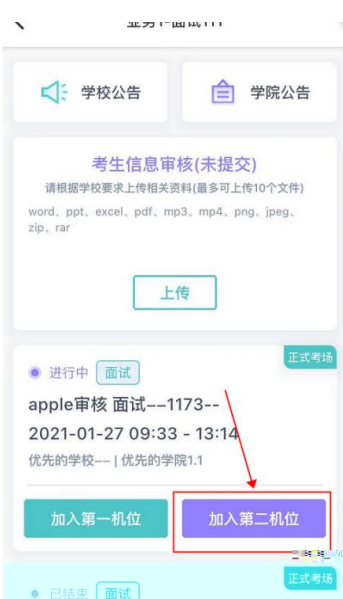 学校公告
学院公告
考生信息审核(未提交)
请根据学校要求上传相关资料(最多可上传10个文件)
word、ppt、excel、pdf、mp3、mp4、png、jpeg、
zip、rar
上传
正式考场
进行中 面试
apple审核 面试––1173--
2021-01-27 09:33 - 13:14
优先的学校-- | 优先的学院1.1
加入第一机位
加入第二机位
正式考场
已结束 面试